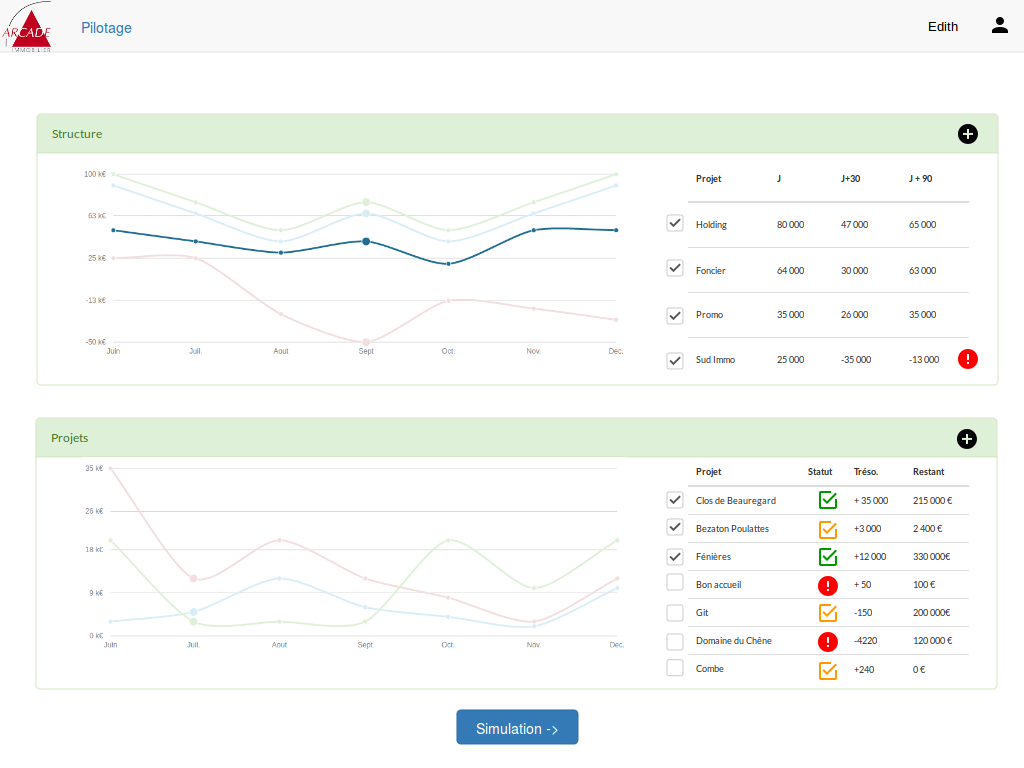 ARCADE
IMMOBILIER
Pilotage
Edith
Structure
100 k€
63 k€
25 k€
-13 k€
-50 k€
Juin Juil. Aout Sept Oct. Nov. Dec.
Projet J J+30 J + 90
Holding 80 000 47 000 65 000
Foncier 64 000 30 000 63 000
Promo 35 000 26 000 35 000
Sud Immo 25 000 -35 000 -13 000
Projets
35 k€
26 k€
18 k€
9 k€
0 k€
Juin Juil. Aout Sept Oct Nov. Dec.
Projet Statut Tréso. Restant
Clos de Beauregard + 35 000 215 000 €
Bezaton Poulattes +3 000 2 400 €
Fénières +12 000 330 000€
Bon accueil + 50 100 €
Git -150 200 000€
Domaine du Chêne -4220 120 000 €
Combe +240 0 €
Simulation ->